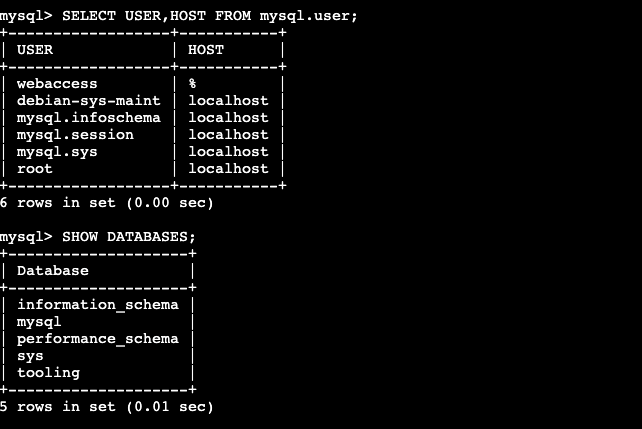 mysql> SELECT USER,HOST FROM mysql.user;
+------------------+-----------+
| USER             | HOST      |
+------------------+-----------+
| webaccess        | %         |
| debian-sys-maint | localhost |
| mysql.infoschema | localhost |
| mysql.session    | localhost |
| mysql.sys        | localhost |
| root             | localhost |
+------------------+-----------+
6 rows in set (0.00 sec)

mysql> SHOW DATABASES;
+--------------------+
| Database           |
+--------------------+
| information_schema |
| mysql              |
| performance_schema |
| sys                |
| tooling            |
+--------------------+
5 rows in set (0.01 sec)